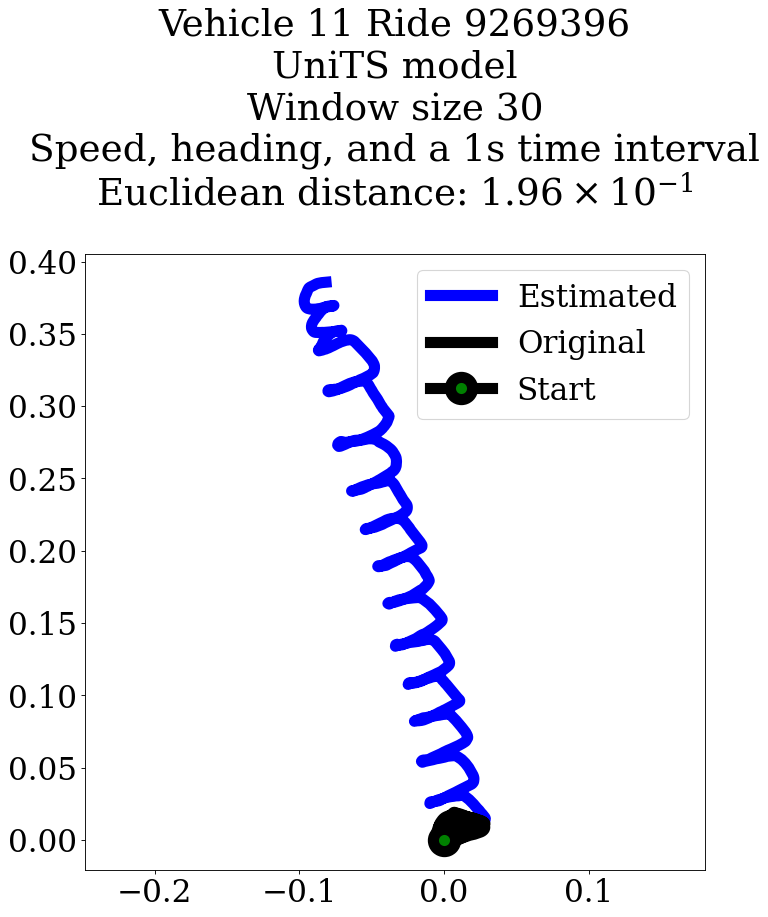 Vehicle 11 Ride 9269396
UniTS model
Window size 30
Speed, heading, and a 1s time interval
Euclidean distance: 1.96 × 10⁻¹
0.40
0.35
0.30
0.25
0.20
0.15
0.10
0.05
0.00
Estimated
Original
Start
−0.2
−0.1
0.0
0.1